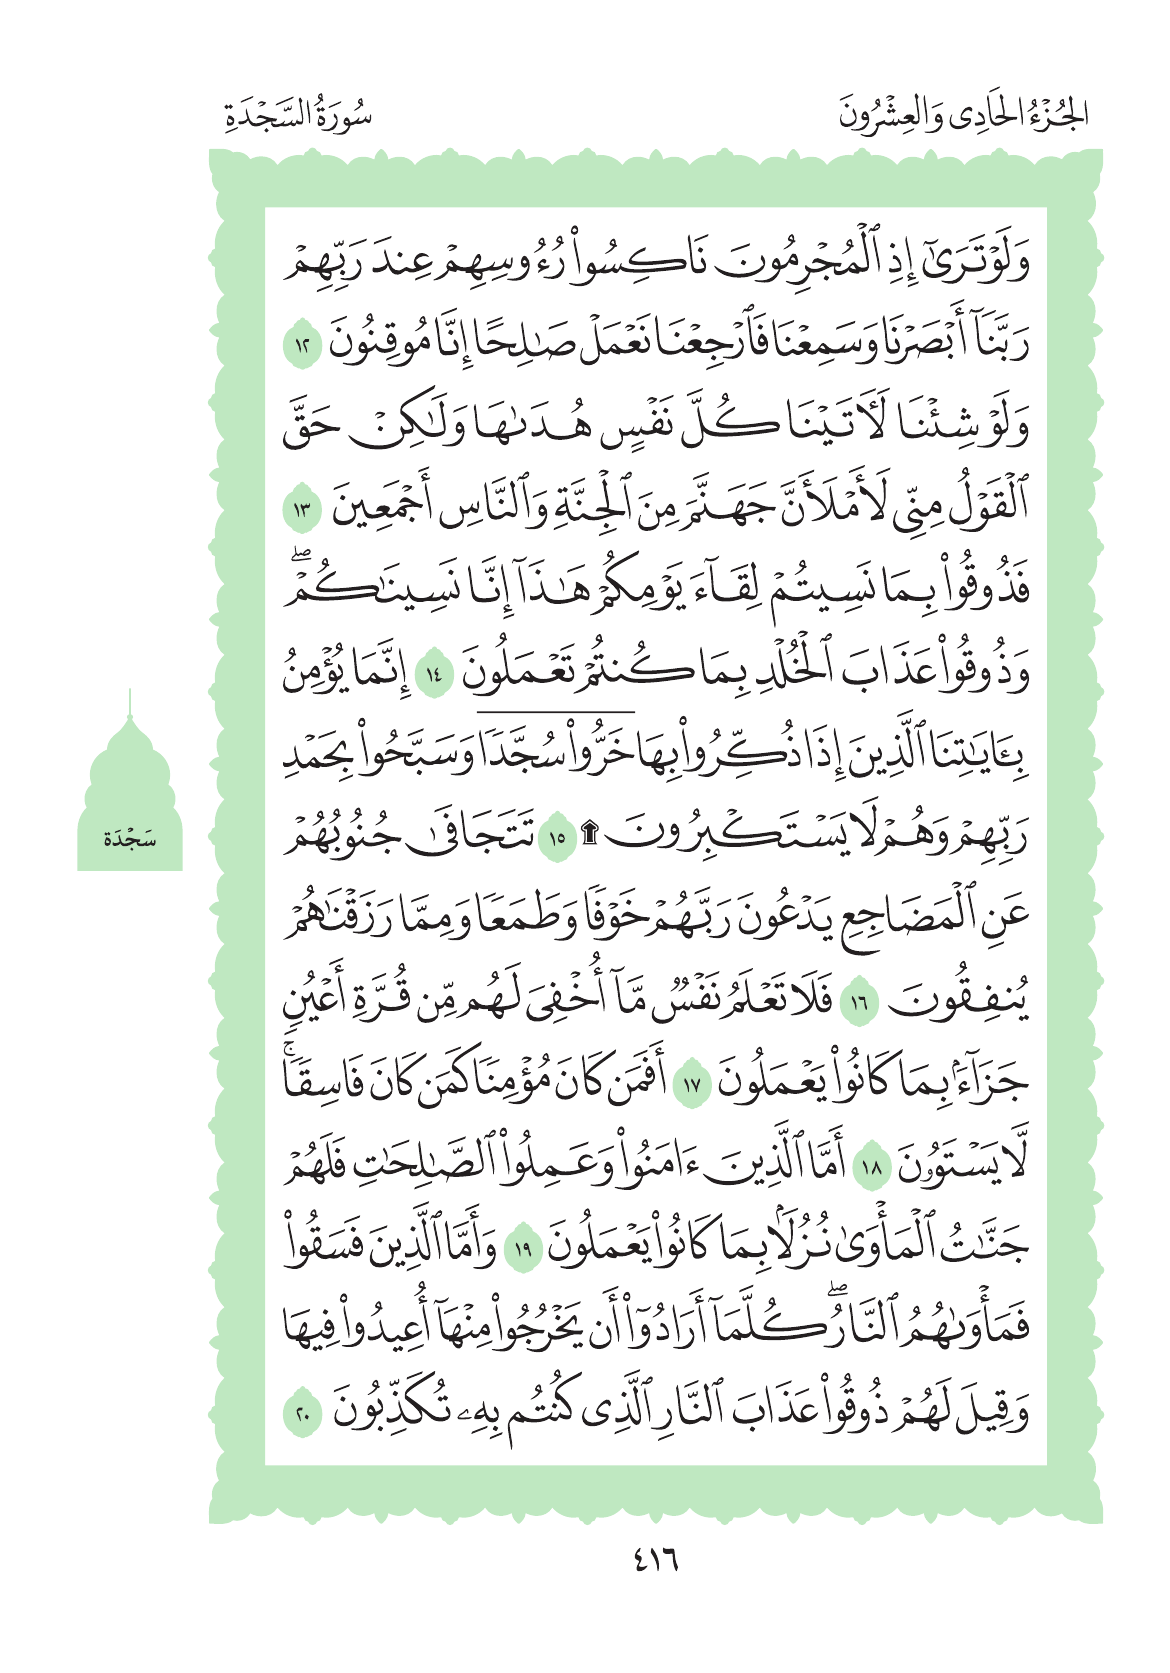 الجُزْءُ الحَادِى وَالعِشْرُونَ
سُورَةُ السَّجْدَةِ
وَلَوْ تَرَىٰٓ إِذِ ٱلْمُجْرِمُونَ نَاكِسُوا۟ رُءُوسِهِمْ عِندَ رَبِّهِمْ
رَبَّنَآ أَبْصَرْنَا وَسَمِعْنَا فَٱرْجِعْنَا نَعْمَلْ صَٰلِحًا إِنَّا مُوقِنُونَ ١٢
وَلَوْ شِئْنَا لَـَٔاتَيْنَا كُلَّ نَفْسٍ هُدَىٰهَا وَلَٰكِنْ حَقَّ
ٱلْقَوْلُ مِنِّى لَأَمْلَأَنَّ جَهَنَّمَ مِنَ ٱلْجِنَّةِ وَٱلنَّاسِ أَجْمَعِينَ ١٣
فَذُوقُوا۟ بِمَا نَسِيتُمْ لِقَآءَ يَوْمِكُمْ هَٰذَآ إِنَّا نَسِينَٰكُمْ ۖ
وَذُوقُوا۟ عَذَابَ ٱلْخُلْدِ بِمَا كُنتُمْ تَعْمَلُونَ ١٤ إِنَّمَا يُؤْمِنُ
بِـَٔايَٰتِنَا ٱلَّذِينَ إِذَا ذُكِّرُوا۟ بِهَا خَرُّوا۟ سُجَّدًا وَسَبَّحُوا۟ بِحَمْدِ
رَبِّهِمْ وَهُمْ لَا يَسْتَكْبِرُونَ ۩ ١٥ تَتَجَافَىٰ جُنُوبُهُمْ
سَجْدَة
عَنِ ٱلْمَضَاجِعِ يَدْعُونَ رَبَّهُمْ خَوْفًا وَطَمَعًا وَمِمَّا رَزَقْنَٰهُمْ
يُنفِقُونَ ١٦ فَلَا تَعْلَمُ نَفْسٌ مَّآ أُخْفِىَ لَهُم مِّن قُرَّةِ أَعْيُنٍ
جَزَآءًۢ بِمَا كَانُوا۟ يَعْمَلُونَ ١٧ أَفَمَن كَانَ مُؤْمِنًا كَمَن كَانَ فَاسِقًا ۚ
لَّا يَسْتَوُۥنَ ١٨ أَمَّا ٱلَّذِينَ ءَامَنُوا۟ وَعَمِلُوا۟ ٱلصَّٰلِحَٰتِ فَلَهُمْ
جَنَّٰتُ ٱلْمَأْوَىٰ نُزُلًۢا بِمَا كَانُوا۟ يَعْمَلُونَ ١٩ وَأَمَّا ٱلَّذِينَ فَسَقُوا۟
فَمَأْوَىٰهُمُ ٱلنَّارُ ۖ كُلَّمَآ أَرَادُوٓا۟ أَن يَخْرُجُوا۟ مِنْهَآ أُعِيدُوا۟ فِيهَا
وَقِيلَ لَهُمْ ذُوقُوا۟ عَذَابَ ٱلنَّارِ ٱلَّذِى كُنتُم بِهِۦ تُكَذِّبُونَ ٢٠
٤١٦